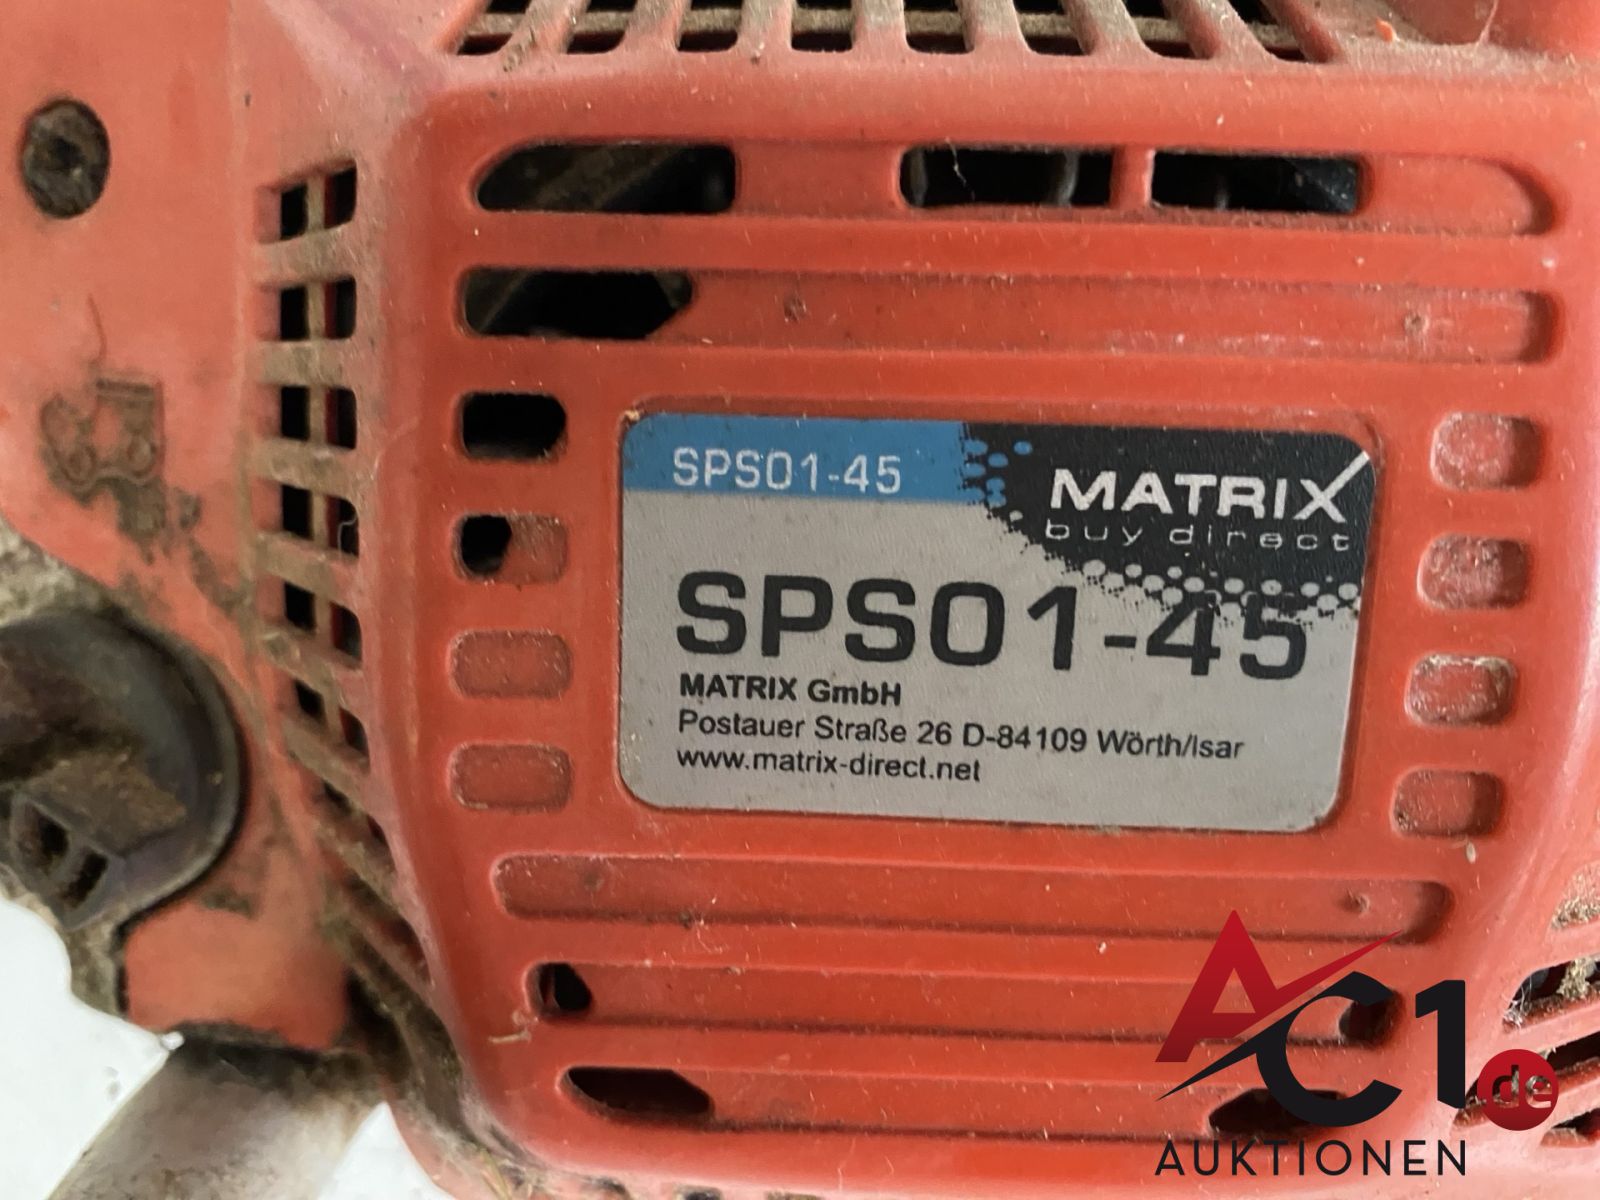 SPS01-45
MATRIX
buy direct
SPS01-45
MATRIX GmbH
Postauer Straße 26 D-84109 Wörth/Isar
www.matrix-direct.net
AC1.de
AUKTIONEN